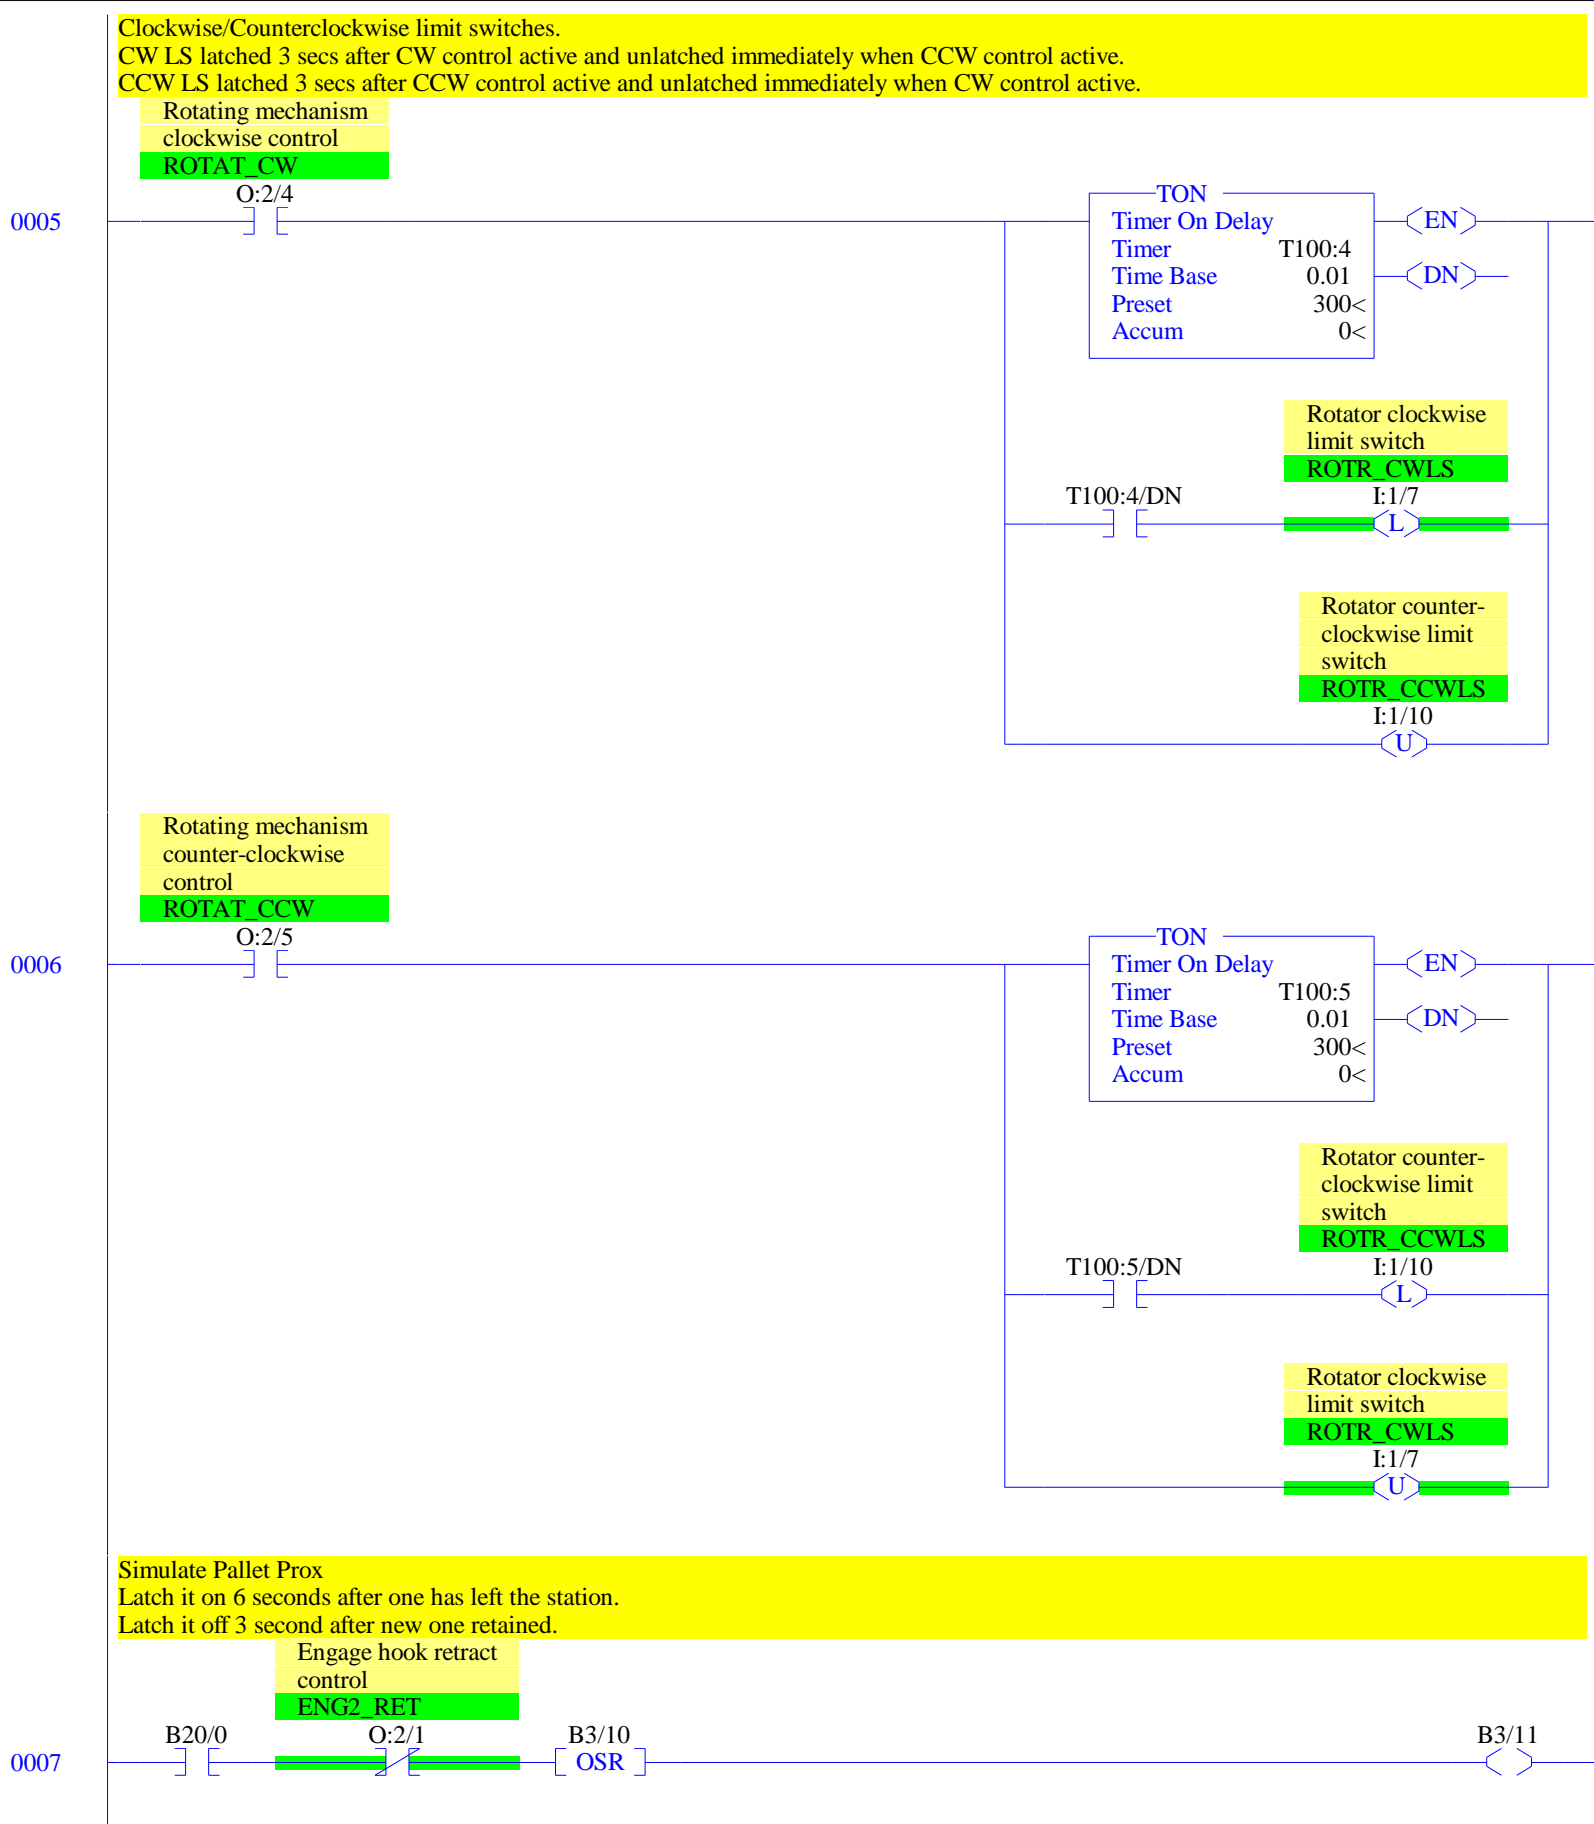 Clockwise/Counterclockwise limit switches.
CW LS latched 3 secs after CW control active and unlatched immediately when CCW control active.
CCW LS latched 3 secs after CCW control active and unlatched immediately when CW control active.
Rotating mechanism
clockwise control
ROTAT_CW
O:2/4
0005
TON
Timer On Delay
Timer T100:4
Time Base 0.01
Preset 300<
Accum 0<
EN
DN
Rotator clockwise
limit switch
ROTR_CWLS
T100:4/DN I:1/7
L
Rotator counter-
clockwise limit
switch
ROTR_CCWLS
I:1/10
U
Rotating mechanism
counter-clockwise
control
ROTAT_CCW
O:2/5
0006
TON
Timer On Delay
Timer T100:5
Time Base 0.01
Preset 300<
Accum 0<
EN
DN
Rotator counter-
clockwise limit
switch
ROTR_CCWLS
T100:5/DN I:1/10
L
Rotator clockwise
limit switch
ROTR_CWLS
I:1/7
U
Simulate Pallet Prox
Latch it on 6 seconds after one has left the station.
Latch it off 3 second after new one retained.
Engage hook retract
control
ENG2_RET
B20/0 O:2/1 B3/10 B3/11
0007 OSR